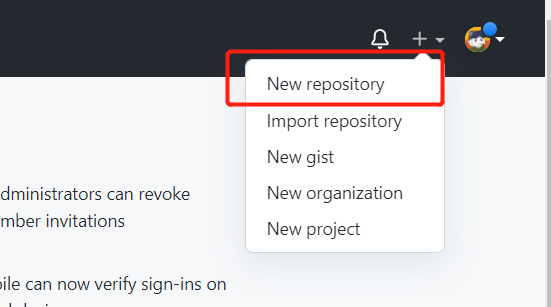 New repository
Import repository
New gist
New organization
New project
dministrators can revoke
mber invitations
bile can now verify sign-ins on